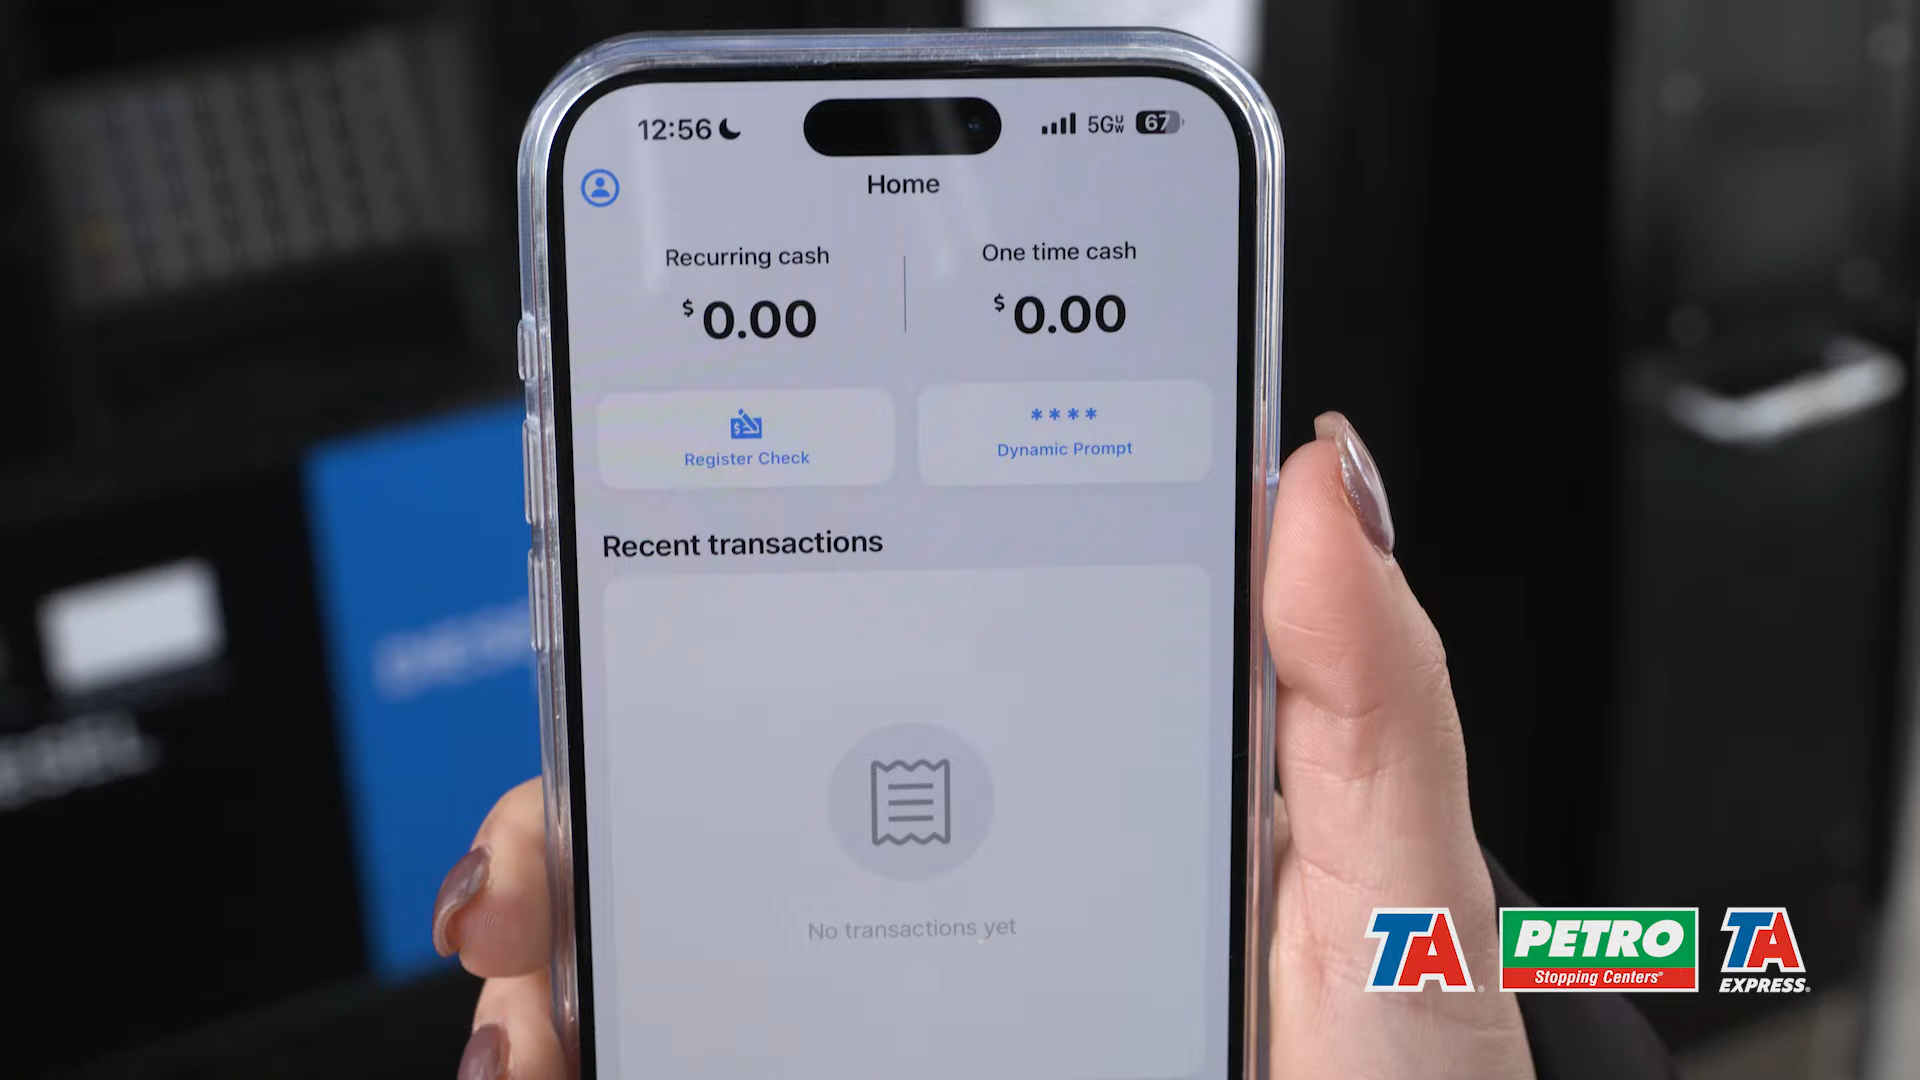 12:56
5G UW 67
Home
Recurring cash
$0.00
One time cash
$0.00
Register Check
****
Dynamic Prompt
Recent transactions
No transactions yet
TA®
PETRO
Stopping Centers®
TA
EXPRESS®